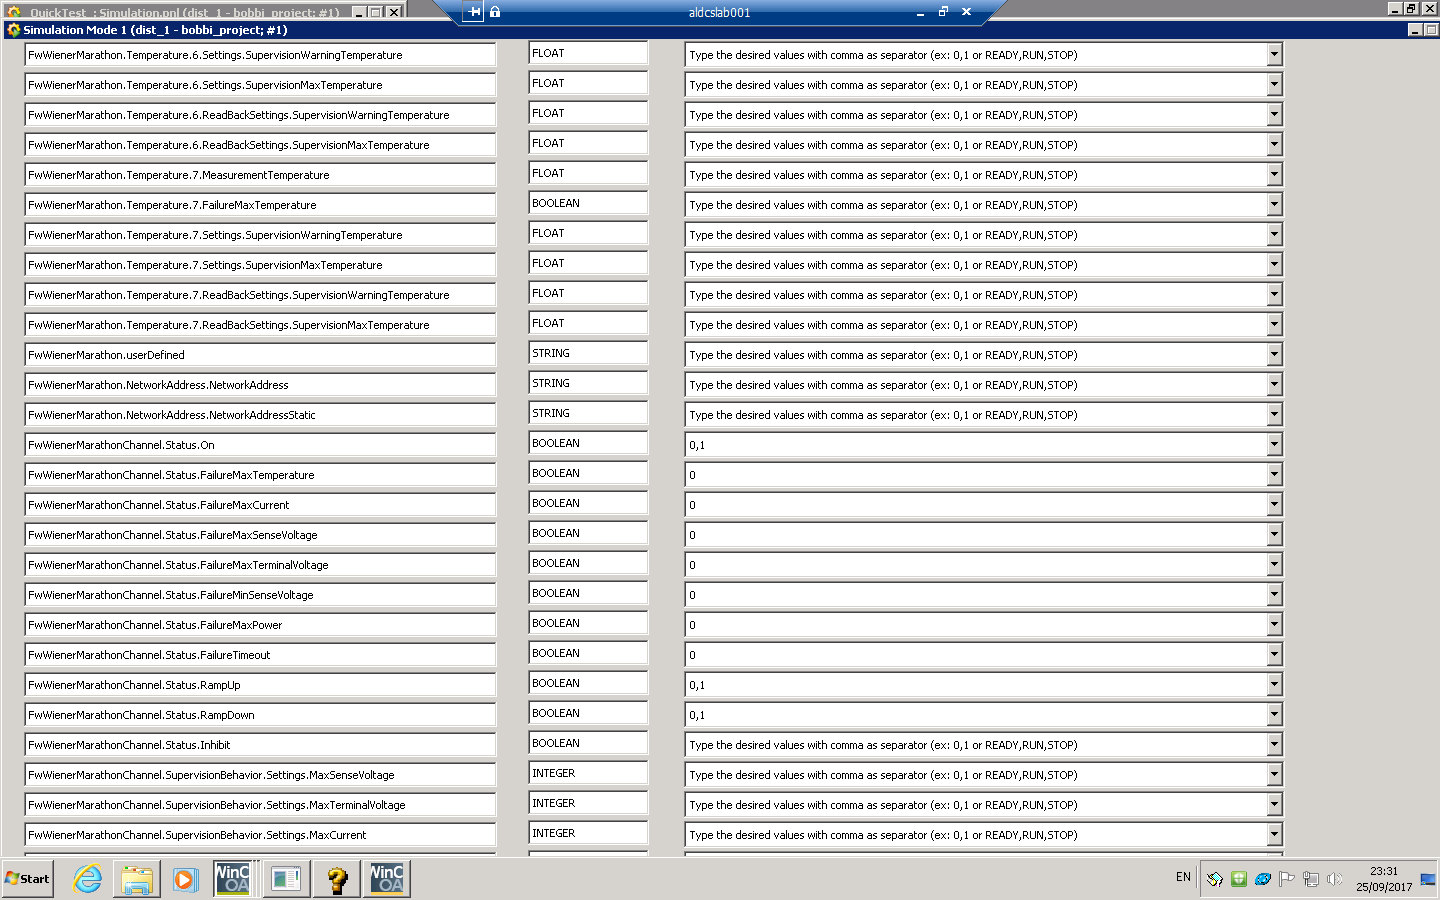 QuickTest_: Simulation.pnl (dist_1 - bobbi_project; #1)
aldcslab001
Simulation Mode 1 (dist_1 - bobbi_project; #1)
FwWienerMarathon.Temperature.6.Settings.SupervisionWarningTemperature FLOAT Type the desired values with comma as separator (ex: 0,1 or READY,RUN,STOP)
FwWienerMarathon.Temperature.6.Settings.SupervisionMaxTemperature FLOAT Type the desired values with comma as separator (ex: 0,1 or READY,RUN,STOP)
FwWienerMarathon.Temperature.6.ReadBackSettings.SupervisionWarningTemperature FLOAT Type the desired values with comma as separator (ex: 0,1 or READY,RUN,STOP)
FwWienerMarathon.Temperature.6.ReadBackSettings.SupervisionMaxTemperature FLOAT Type the desired values with comma as separator (ex: 0,1 or READY,RUN,STOP)
FwWienerMarathon.Temperature.7.MeasurementTemperature FLOAT Type the desired values with comma as separator (ex: 0,1 or READY,RUN,STOP)
FwWienerMarathon.Temperature.7.FailureMaxTemperature BOOLEAN Type the desired values with comma as separator (ex: 0,1 or READY,RUN,STOP)
FwWienerMarathon.Temperature.7.Settings.SupervisionWarningTemperature FLOAT Type the desired values with comma as separator (ex: 0,1 or READY,RUN,STOP)
FwWienerMarathon.Temperature.7.Settings.SupervisionMaxTemperature FLOAT Type the desired values with comma as separator (ex: 0,1 or READY,RUN,STOP)
FwWienerMarathon.Temperature.7.ReadBackSettings.SupervisionWarningTemperature FLOAT Type the desired values with comma as separator (ex: 0,1 or READY,RUN,STOP)
FwWienerMarathon.Temperature.7.ReadBackSettings.SupervisionMaxTemperature FLOAT Type the desired values with comma as separator (ex: 0,1 or READY,RUN,STOP)
FwWienerMarathon.userDefined STRING Type the desired values with comma as separator (ex: 0,1 or READY,RUN,STOP)
FwWienerMarathon.NetworkAddress.NetworkAddress STRING Type the desired values with comma as separator (ex: 0,1 or READY,RUN,STOP)
FwWienerMarathon.NetworkAddress.NetworkAddressStatic STRING Type the desired values with comma as separator (ex: 0,1 or READY,RUN,STOP)
FwWienerMarathonChannel.Status.On BOOLEAN 0,1
FwWienerMarathonChannel.Status.FailureMaxTemperature BOOLEAN 0
FwWienerMarathonChannel.Status.FailureMaxCurrent BOOLEAN 0
FwWienerMarathonChannel.Status.FailureMaxSenseVoltage BOOLEAN 0
FwWienerMarathonChannel.Status.FailureMaxTerminalVoltage BOOLEAN 0
FwWienerMarathonChannel.Status.FailureMinSenseVoltage BOOLEAN 0
FwWienerMarathonChannel.Status.FailureMaxPower BOOLEAN 0
FwWienerMarathonChannel.Status.FailureTimeout BOOLEAN 0
FwWienerMarathonChannel.Status.RampUp BOOLEAN 0,1
FwWienerMarathonChannel.Status.RampDown BOOLEAN 0,1
FwWienerMarathonChannel.Status.Inhibit BOOLEAN Type the desired values with comma as separator (ex: 0,1 or READY,RUN,STOP)
FwWienerMarathonChannel.SupervisionBehavior.Settings.MaxSenseVoltage INTEGER Type the desired values with comma as separator (ex: 0,1 or READY,RUN,STOP)
FwWienerMarathonChannel.SupervisionBehavior.Settings.MaxTerminalVoltage INTEGER Type the desired values with comma as separator (ex: 0,1 or READY,RUN,STOP)
FwWienerMarathonChannel.SupervisionBehavior.Settings.MaxCurrent INTEGER Type the desired values with comma as separator (ex: 0,1 or READY,RUN,STOP)
Start WinC OA WinC OA EN 23:31
25/09/2017